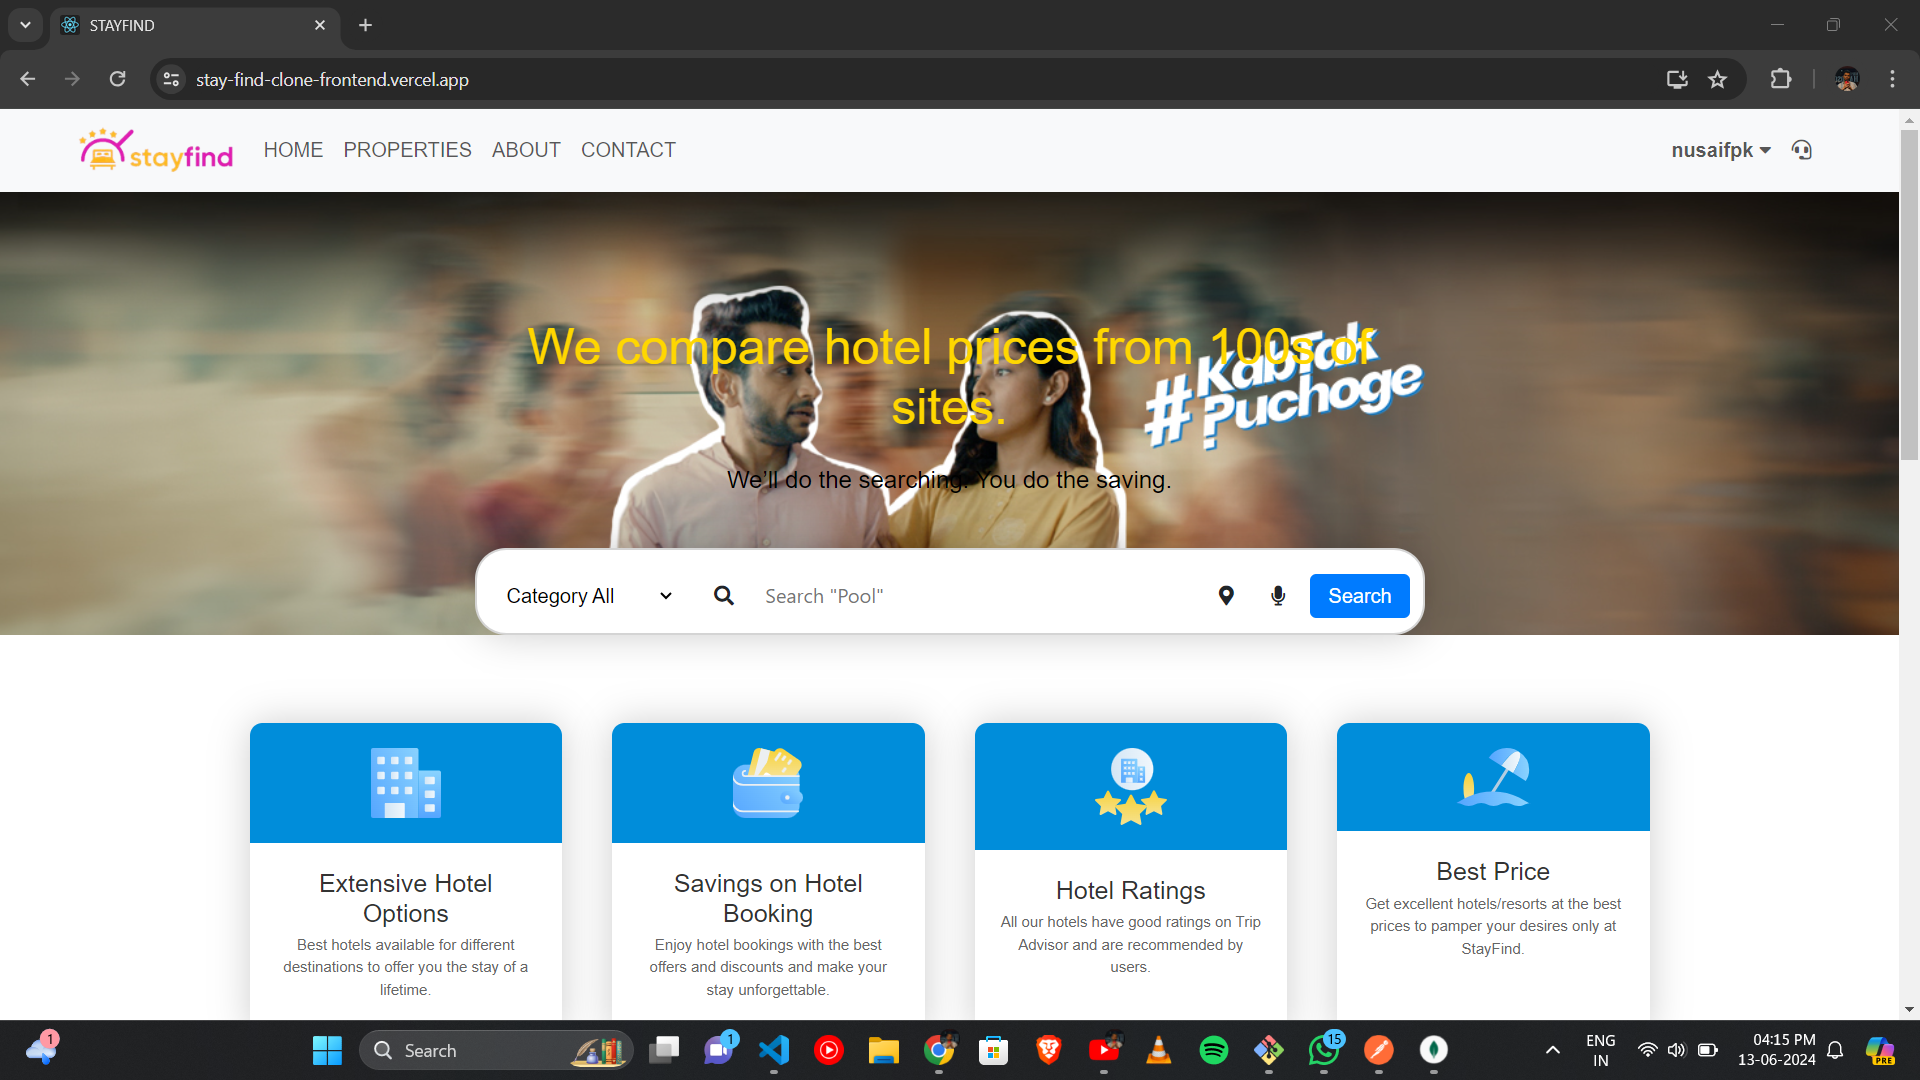 STAYFIND
stay-find-clone-frontend.vercel.app
stayfind
HOME
PROPERTIES
ABOUT
CONTACT
nusaifpk
We compare hotel prices from 100s of
sites.
#KabTak
Puchoge
We'll do the searching. You do the saving.
Category All
Search "Pool"
Search
Extensive Hotel
Options
Best hotels available for different
destinations to offer you the stay of a
lifetime.
Savings on Hotel
Booking
Enjoy hotel bookings with the best
offers and discounts and make your
stay unforgettable.
Hotel Ratings
All our hotels have good ratings on Trip
Advisor and are recommended by
users.
Best Price
Get excellent hotels/resorts at the best
prices to pamper your desires only at
StayFind.
1
Search
1
15
ENG
IN
04:15 PM
13-06-2024
PRE